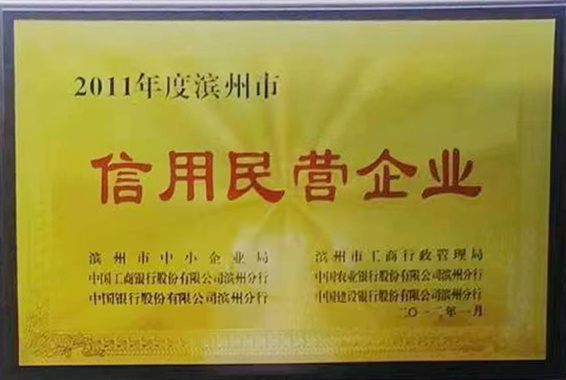 2011年度滨州市
信用民营企业
滨州市中小企业局 滨州市工商行政管理局
中国工商银行股份有限公司滨州分行 中国农业银行股份有限公司滨州分行
中国银行股份有限公司滨州分行 中国建设银行股份有限公司滨州分行
二〇一二年一月